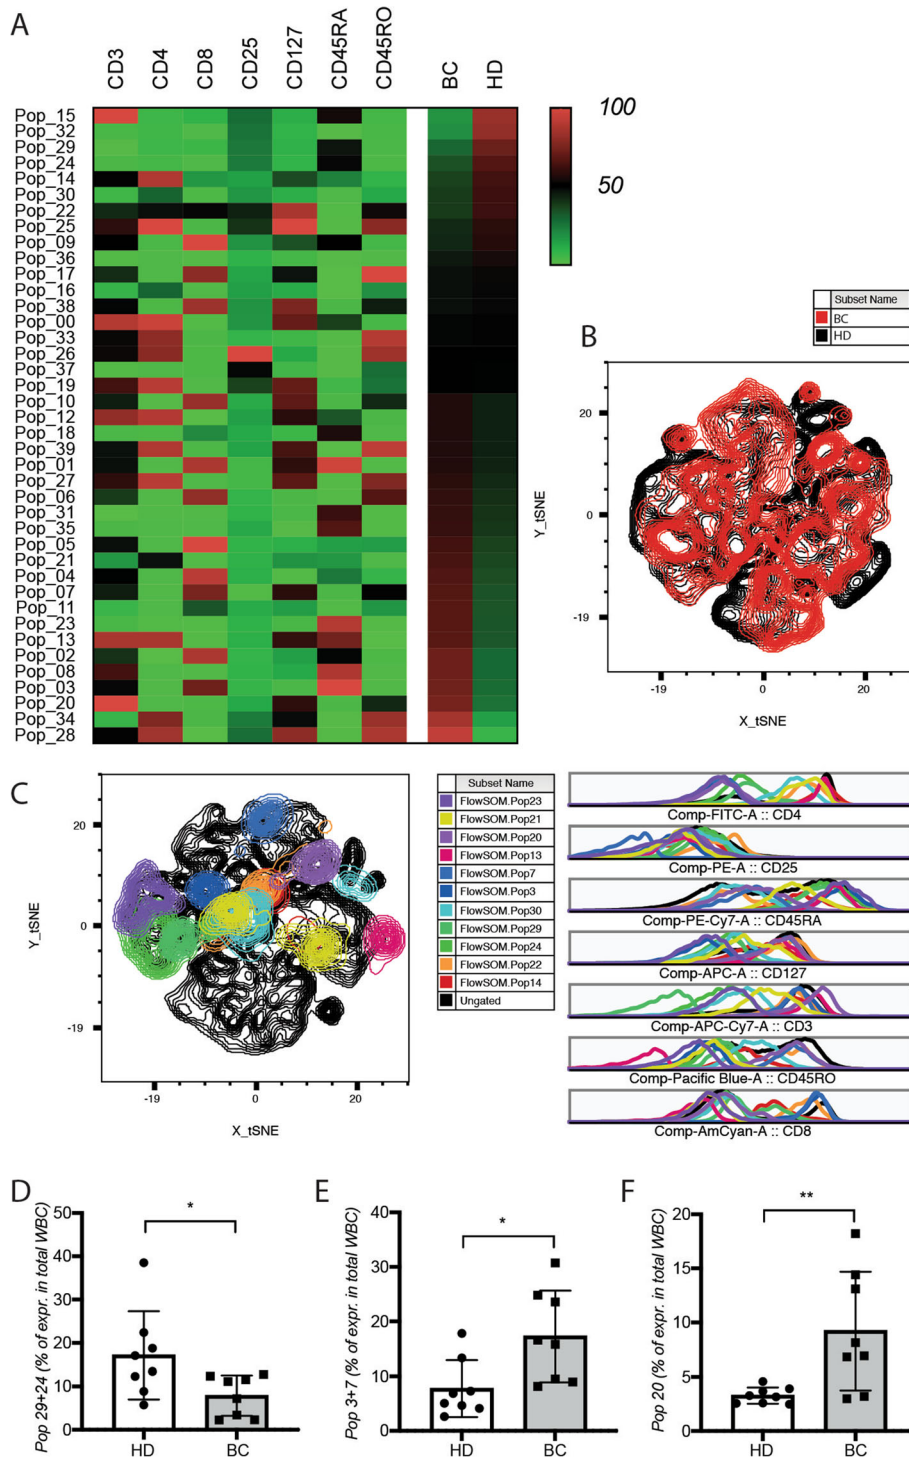 A
CD3 CD4 CD8 CD25 CD127 CD45RA CD45RO BC HD
Pop_15
Pop_32
Pop_29
Pop_24
Pop_14
Pop_30
Pop_22
Pop_25
Pop_09
Pop_36
Pop_17
Pop_16
Pop_38
Pop_00
Pop_33
Pop_26
Pop_37
Pop_19
Pop_10
Pop_12
Pop_18
Pop_39
Pop_01
Pop_27
Pop_06
Pop_31
Pop_35
Pop_05
Pop_21
Pop_04
Pop_07
Pop_11
Pop_23
Pop_13
Pop_02
Pop_08
Pop_03
Pop_20
Pop_34
Pop_28
100
50
B
Subset Name
BC
HD
20
0
-19
Y_tSNE
-19 0 20
X_tSNE
C
20
0
-19
Y_tSNE
-19 0 20
X_tSNE
Subset Name
FlowSOM.Pop23
FlowSOM.Pop21
FlowSOM.Pop20
FlowSOM.Pop13
FlowSOM.Pop7
FlowSOM.Pop3
FlowSOM.Pop30
FlowSOM.Pop29
FlowSOM.Pop24
FlowSOM.Pop22
FlowSOM.Pop14
Ungated
Comp-FITC-A :: CD4
Comp-PE-A :: CD25
Comp-PE-Cy7-A :: CD45RA
Comp-APC-A :: CD127
Comp-APC-Cy7-A :: CD3
Comp-Pacific Blue-A :: CD45RO
Comp-AmCyan-A :: CD8
D
Pop 29+24 (% of expr. in total WBC)
50
40
30
20
10
0
*
HD BC
E
Pop 3+7 (% of expr. in total WBC)
40
30
20
10
0
*
HD BC
F
Pop 20 (% of expr. in total WBC)
20
15
10
5
0
**
HD BC